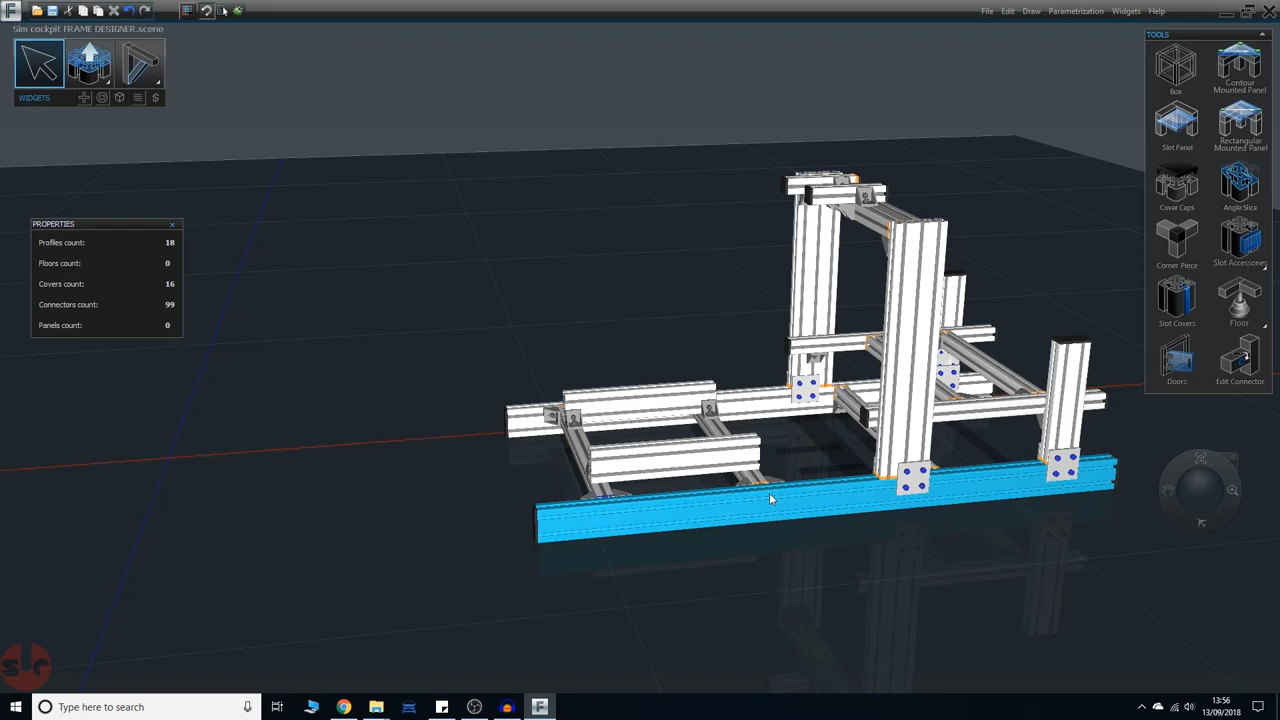 File Edit Draw Parametrization Widgets Help
Sim cockpit FRAME DESIGNER.scene
WIDGETS
$
TOOLS
Box
Contour Mounted Panel
Slot Panel
Rectangular Mounted Panel
Cover Caps
Angle Slice
Corner Piece
Slot Accessories
Slot Covers
Floor
Doors
Edit Connector
PROPERTIES
Profiles count: 18
Floors count: 0
Covers count: 16
Connectors count: 99
Panels count: 0
slr
Type here to search
13:56
13/09/2018